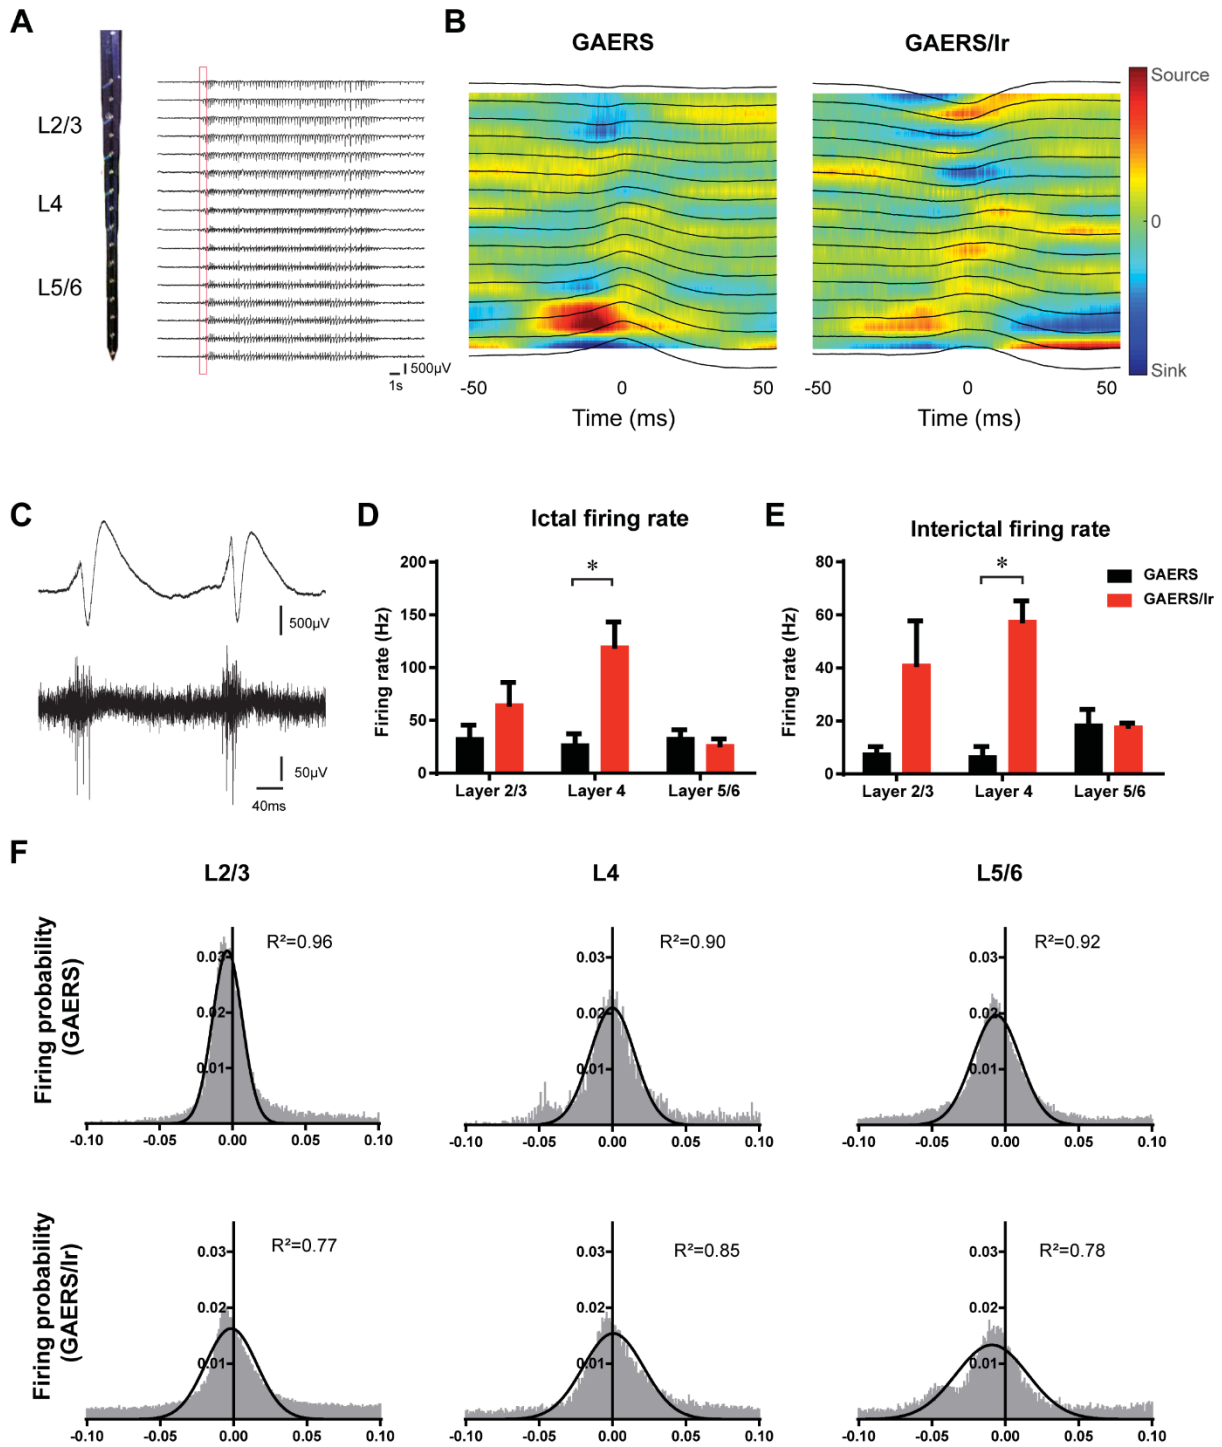 A
L2/3
L4
L5/6
500µV
1s
B
GAERS
GAERS/Ir
Source
0
Sink
-50
0
50
-50
0
50
Time (ms)
Time (ms)
C
500µV
50µV
40ms
D
Ictal firing rate
*
Firing rate (Hz)
200
150
100
50
0
Layer 2/3
Layer 4
Layer 5/6
E
Interictal firing rate
*
GAERS
GAERS/Ir
Firing rate (Hz)
80
60
40
20
0
Layer 2/3
Layer 4
Layer 5/6
F
L2/3
L4
L5/6
Firing probability
(GAERS)
R²=0.96
0.03
0.02
0.01
-0.10
-0.05
0.00
0.05
0.10
R²=0.90
0.03
0.02
0.01
-0.10
-0.05
0.00
0.05
0.10
R²=0.92
0.03
0.02
0.01
-0.10
-0.05
0.00
0.05
0.10
Firing probability
(GAERS/Ir)
R²=0.77
0.03
0.02
0.01
-0.10
-0.05
0.00
0.05
0.10
R²=0.85
0.03
0.02
0.01
-0.10
-0.05
0.00
0.05
0.10
R²=0.78
0.03
0.02
0.01
-0.10
-0.05
0.00
0.05
0.10